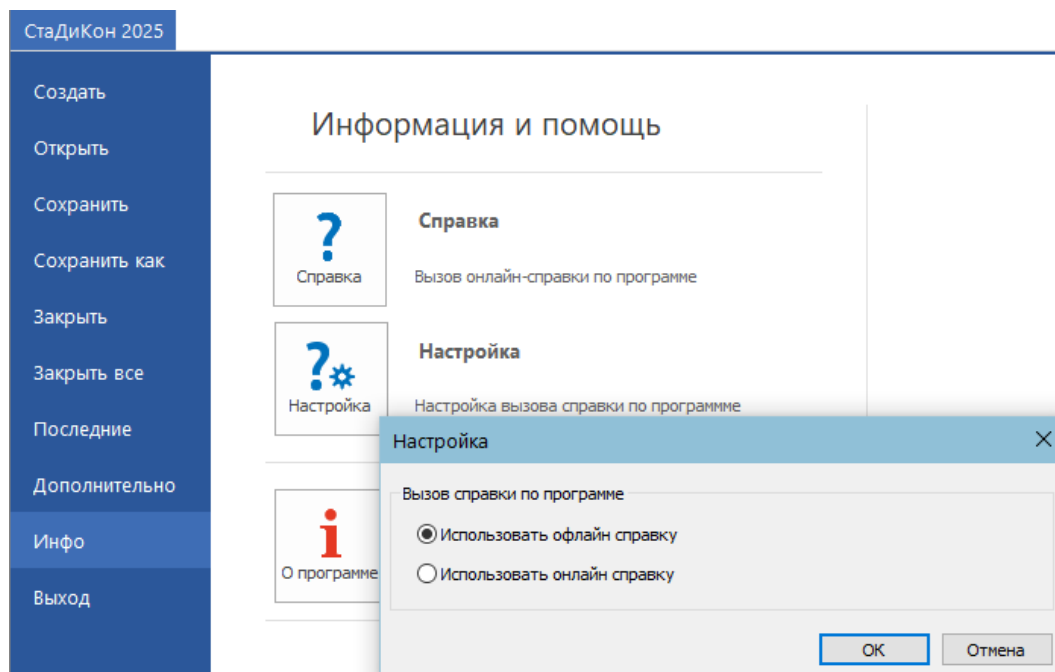 СтаДиКон 2025
Создать
Открыть
Сохранить
Сохранить как
Закрыть
Закрыть все
Последние
Дополнительно
Инфо
Выход
Информация и помощь
?
Справка
Справка
Вызов онлайн-справки по программе
?
Настройка
Настройка
Настройка вызова справки по программме
i
О программе
Настройка
Вызов справки по программе
Использовать офлайн справку
Использовать онлайн справку
OK
Отмена